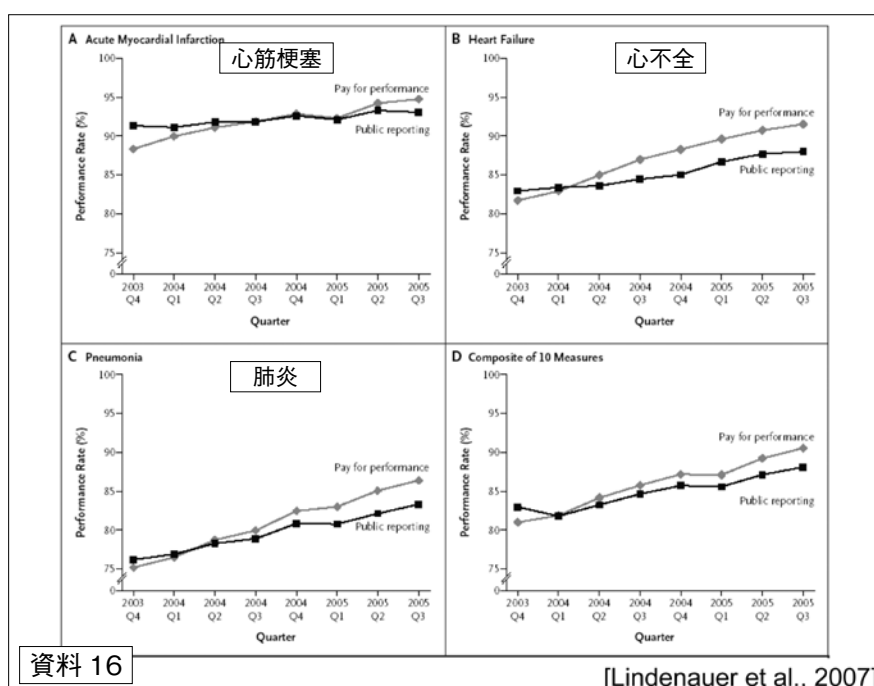 A Acute Myocardial Infarction
心筋梗塞
100
95
90
85
80
75
0
Performance Rate (%)
Pay for performance
Public reporting
2003 2004 2004 2004 2004 2005 2005 2005
Q4 Q1 Q2 Q3 Q4 Q1 Q2 Q3
Quarter
B Heart Failure
心不全
100
95
90
85
80
75
0
Performance Rate (%)
Pay for performance
Public reporting
2003 2004 2004 2004 2004 2005 2005 2005
Q4 Q1 Q2 Q3 Q4 Q1 Q2 Q3
Quarter
C Pneumonia
肺炎
100
95
90
85
80
75
0
Performance Rate (%)
Pay for performance
Public reporting
2003 2004 2004 2004 2004 2005 2005 2005
Q4 Q1 Q2 Q3 Q4 Q1 Q2 Q3
Quarter
D Composite of 10 Measures
100
95
90
85
80
75
0
Performance Rate (%)
Pay for performance
Public reporting
2003 2004 2004 2004 2004 2005 2005 2005
Q4 Q1 Q2 Q3 Q4 Q1 Q2 Q3
Quarter
資料 16
[Lindenauer et al., 2007]